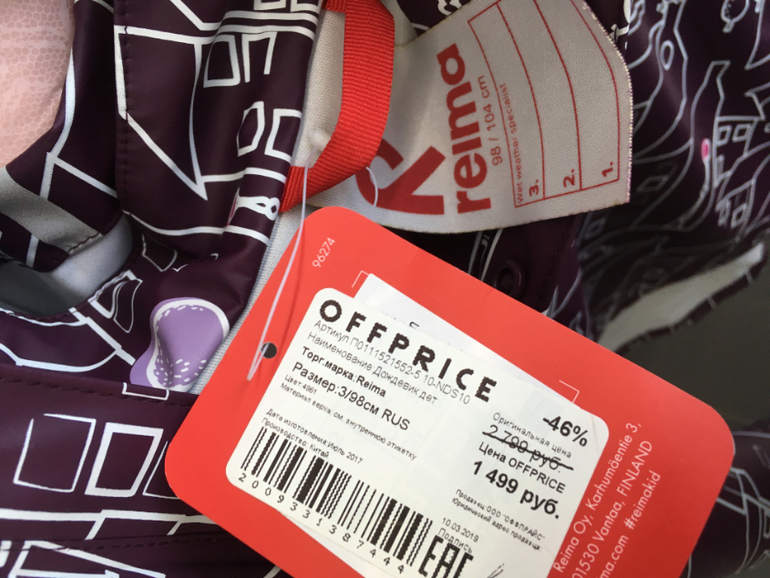 reima
98 / 104 cm
Wet weather specialist
3.
2.
1.
96274
OFFPRICE
Артикул П0111521552-5 10-NDS10
Наименование Дождевик дет.
Торг.марка:Reima
Размер:3/98см RUS
Цвет 4961
Материал верха: см. внутреннюю этикетку
Дата изготовления:Июль 2017
Производство: Китай
2009331387444
-46%
Оригинальная цена
2 799 руб.
Цена OFFPRICE
1 499 руб.
Продавец:ООО "ОФФПРАЙС"
Юридический адрес продавца:
10.03.2019
Подпись
EAC
Reima Oy, Karhumäentie 3,
01530 Vantaa, FINLAND
reima.com #reimakid